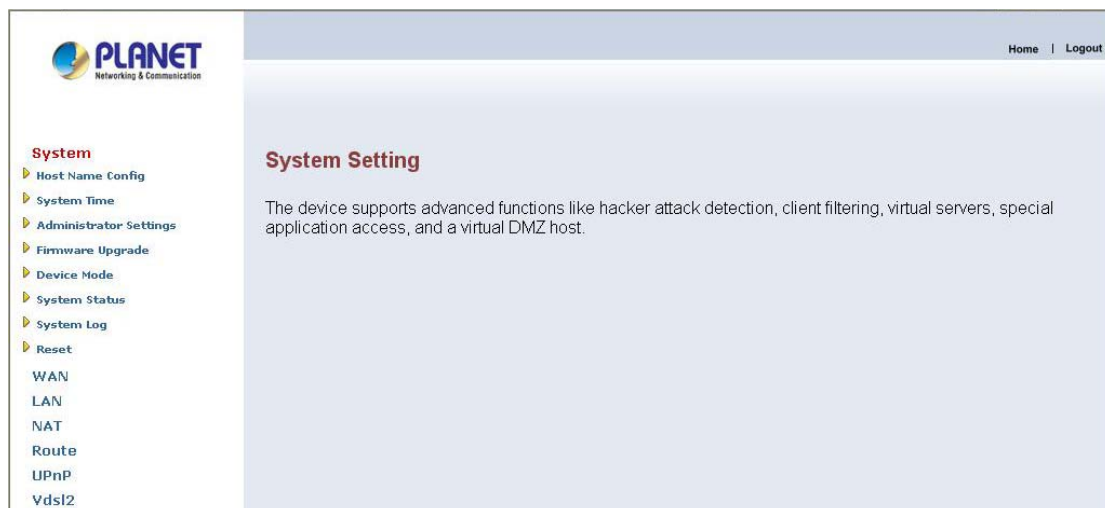 PLANET
Networking & Communication
Home | Logout
System
Host Name Config
System Time
Administrator Settings
Firmware Upgrade
Device Mode
System Status
System Log
Reset
WAN
LAN
NAT
Route
UPnP
Vdsl2
System Setting
The device supports advanced functions like hacker attack detection, client filtering, virtual servers, special
application access, and a virtual DMZ host.